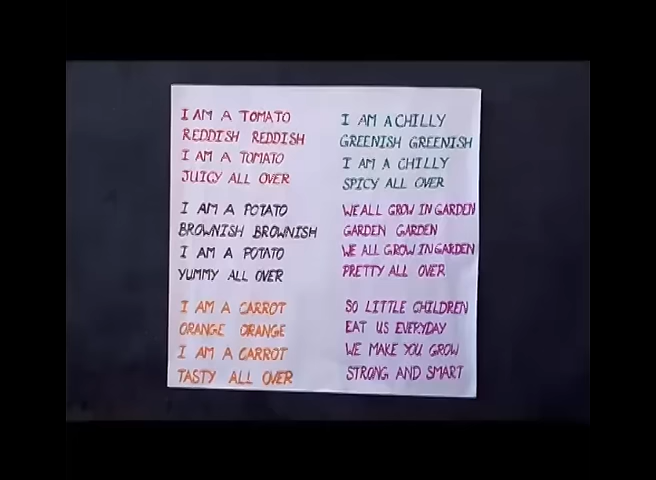 I AM A TOMATO
REDDISH REDDISH
I AM A TOMATO
JUICY ALL OVER
I AM A POTATO
BROWNISH BROWNISH
I AM A POTATO
YUMMY ALL OVER
I AM A CARROT
ORANGE ORANGE
I AM A CARROT
TASTY ALL OVER
I AM A CHILLY
GREENISH GREENISH
I AM A CHILLY
SPICY ALL OVER
WE ALL GROW IN GARDEN
GARDEN GARDEN
WE ALL GROW IN GARDEN
PRETTY ALL OVER
SO LITTLE CHILDREN
EAT US EVERYDAY
WE MAKE YOU GROW
STRONG AND SMART